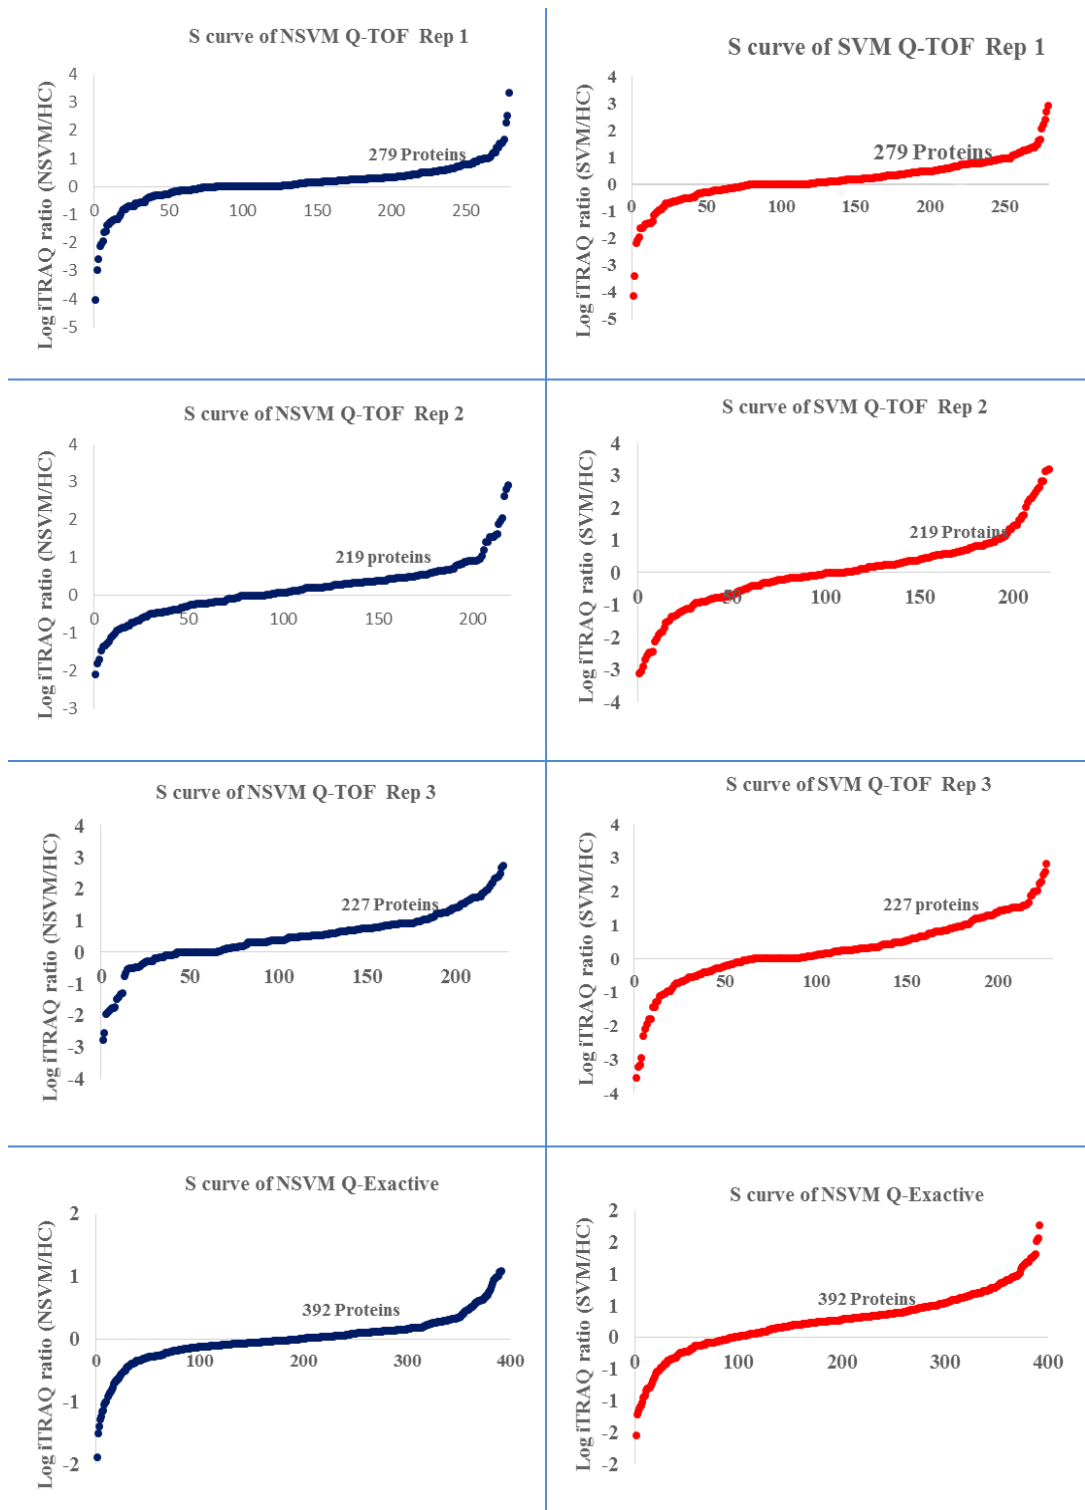 S curve of NSVM Q-TOF Rep 1
Log iTRAQ ratio (NSVM/HC)
4
3
2
1
0
-1
-2
-3
-4
-5
279 Proteins
0 50 100 150 200 250
S curve of SVM Q-TOF Rep 1
Log iTRAQ ratio (SVM/HC)
4
3
2
1
0
-1
-2
-3
-4
-5
279 Proteins
0 50 100 150 200 250
S curve of NSVM Q-TOF Rep 2
Log iTRAQ ratio (NSVM/HC)
4
3
2
1
0
-1
-2
-3
219 proteins
0 50 100 150 200
S curve of SVM Q-TOF Rep 2
Log iTRAQ ratio (SVM/HC)
4
3
2
1
0
-1
-2
-3
-4
219 Protains
0 50 100 150 200
S curve of NSVM Q-TOF Rep 3
Log iTRAQ ratio (NSVM/HC)
4
3
2
1
0
-1
-2
-3
-4
227 Proteins
0 50 100 150 200
S curve of SVM Q-TOF Rep 3
Log iTRAQ ratio (SVM/HC)
4
3
2
1
0
-1
-2
-3
-4
227 proteins
0 50 100 150 200
S curve of NSVM Q-Exactive
Log iTRAQ ratio (NSVM/HC)
2
1
0
-1
-2
392 Proteins
0 100 200 300 400
S curve of NSVM Q-Exactive
Log iTRAQ ratio (SVM/HC)
2
2
1
1
0
-1
-1
-2
-2
392 Proteins
0 100 200 300 400